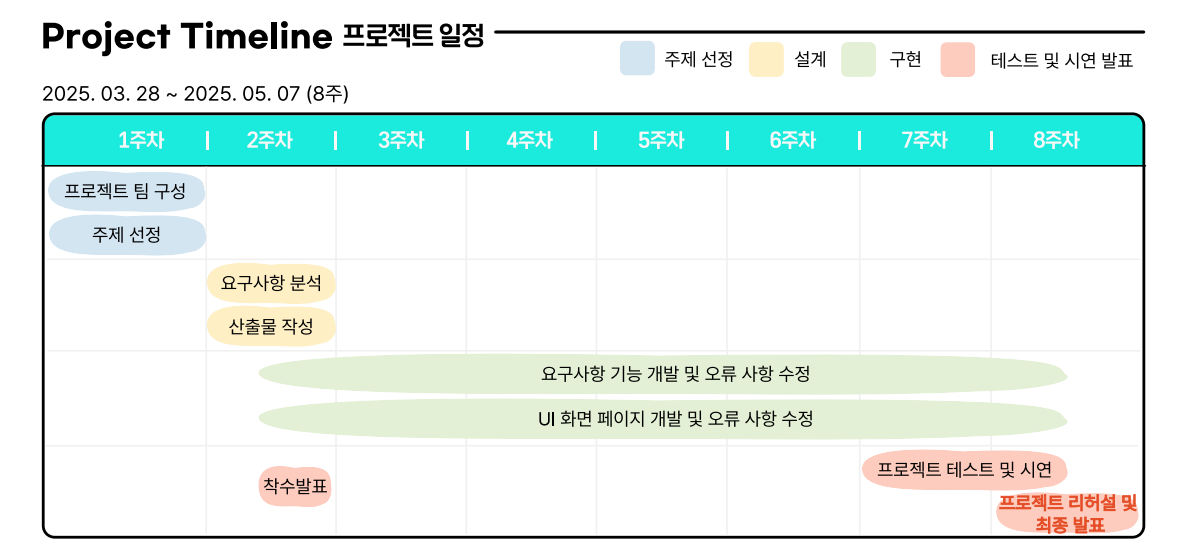 Project Timeline 프로젝트 일정
주제 선정 설계 구현 테스트 및 시연 발표
2025. 03. 28 ~ 2025. 05. 07 (8주)
1주차 2주차 3주차 4주차 5주차 6주차 7주차 8주차
프로젝트 팀 구성
주제 선정
요구사항 분석
산출물 작성
요구사항 기능 개발 및 오류 사항 수정
UI 화면 페이지 개발 및 오류 사항 수정
프로젝트 테스트 및 시연
착수발표
프로젝트 리허설 및
최종 발표